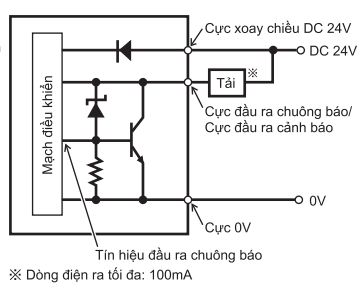 Cực xoay chiều DC 24V
DC 24V
Tải
※
Mạch điều khiển
Cực đầu ra chuông báo/
Cực đầu ra cảnh báo
0V
Cực 0V
Tín hiệu đầu ra chuông báo
※ Dòng điện ra tối đa: 100mA